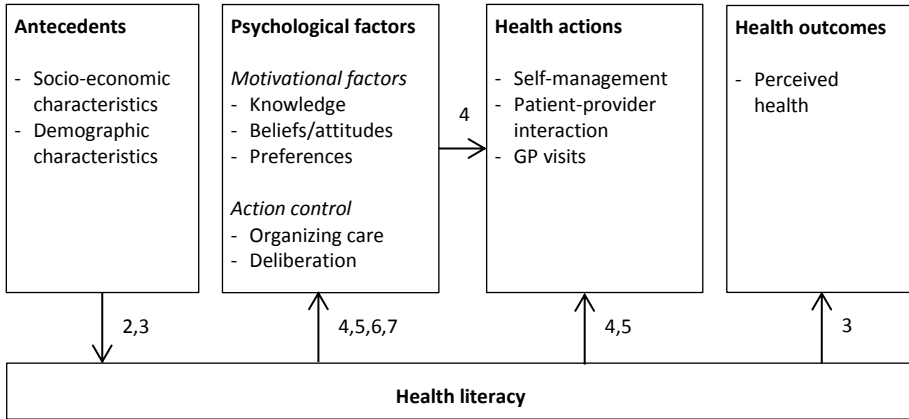 Antecedents
- Socio-economic
characteristics
- Demographic
characteristics
Psychological factors
Motivational factors
- Knowledge
- Beliefs/attitudes
- Preferences
Action control
- Organizing care
- Deliberation
4
Health actions
- Self-management
- Patient-provider
interaction
- GP visits
Health outcomes
- Perceived
health
2,3
4,5,6,7
4,5
3
Health literacy